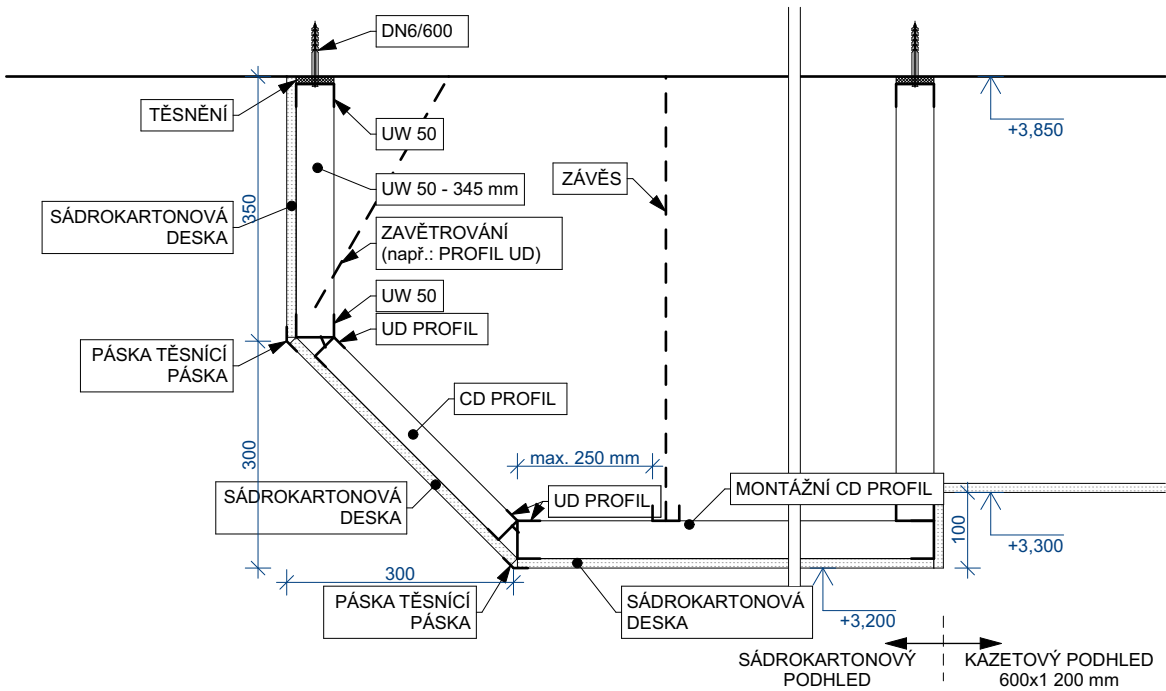 DN6/600
TĚSNĚNÍ
+3,850
UW 50
ZÁVĚS
UW 50 - 345 mm
350
SÁDROKARTONOVÁ
DESKA
ZAVĚTROVÁNÍ
(např.: PROFIL UD)
UW 50
UD PROFIL
PÁSKA TĚSNÍCÍ
PÁSKA
CD PROFIL
300
max. 250 mm
MONTÁŽNÍ CD PROFIL
SÁDROKARTONOVÁ
DESKA
UD PROFIL
100
+3,300
300
PÁSKA TĚSNÍCÍ
PÁSKA
SÁDROKARTONOVÁ
DESKA
+3,200
SÁDROKARTONOVÝ
PODHLED
KAZETOVÝ PODHLED
600x1 200 mm